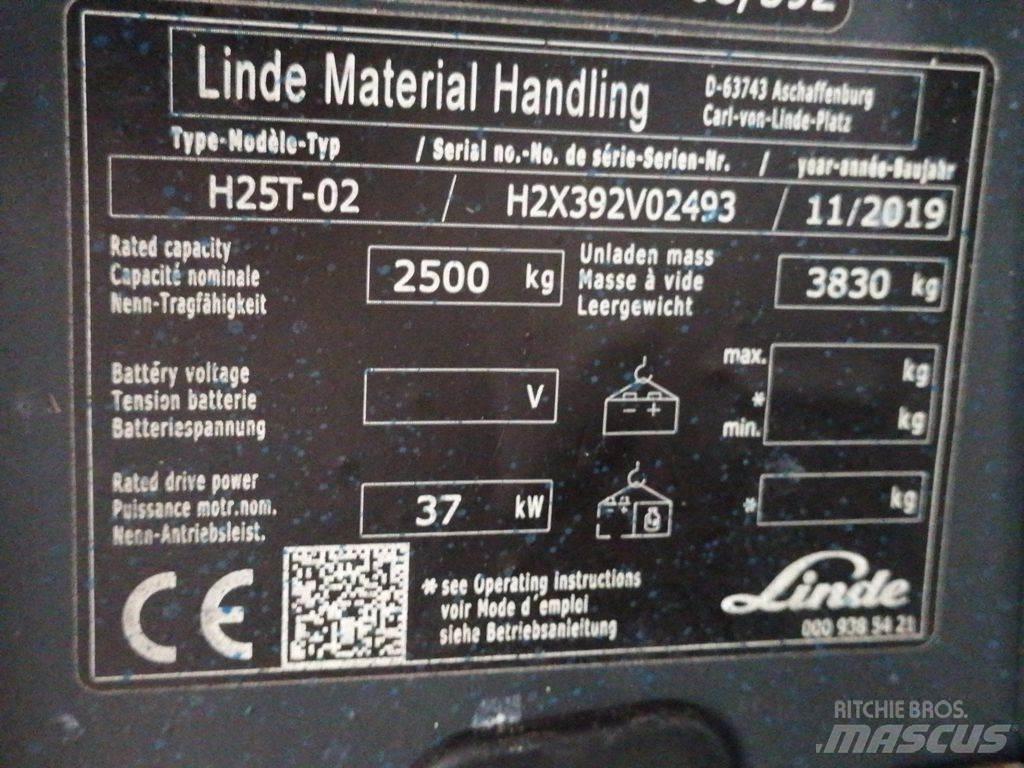 Linde Material Handling
D-63743 Aschaffenburg
Carl-von-Linde-Platz
Type-Modèle-Typ / Serial no.-No. de série-Serien-Nr. / year-année-Baujahr
H25T-02 / H2X392V02493 / 11/2019
Rated capacity
Capacité nominale
Nenn-Tragfähigkeit
2500 kg
Unladen mass
Masse à vide
Leergewicht
3830 kg
Battéry voltage
Tension batterie
Batteriespannung
V
max. kg
*
min. kg
Rated drive power
Puissance motr.nom.
Nenn-Antriebsleist.
37 kW
* kg
CE
* see Operating instructions
voir Mode d'emploi
siehe Betriebsanleitung
Linde
000 938 54 21
RITCHIE BROS.
MASCUS